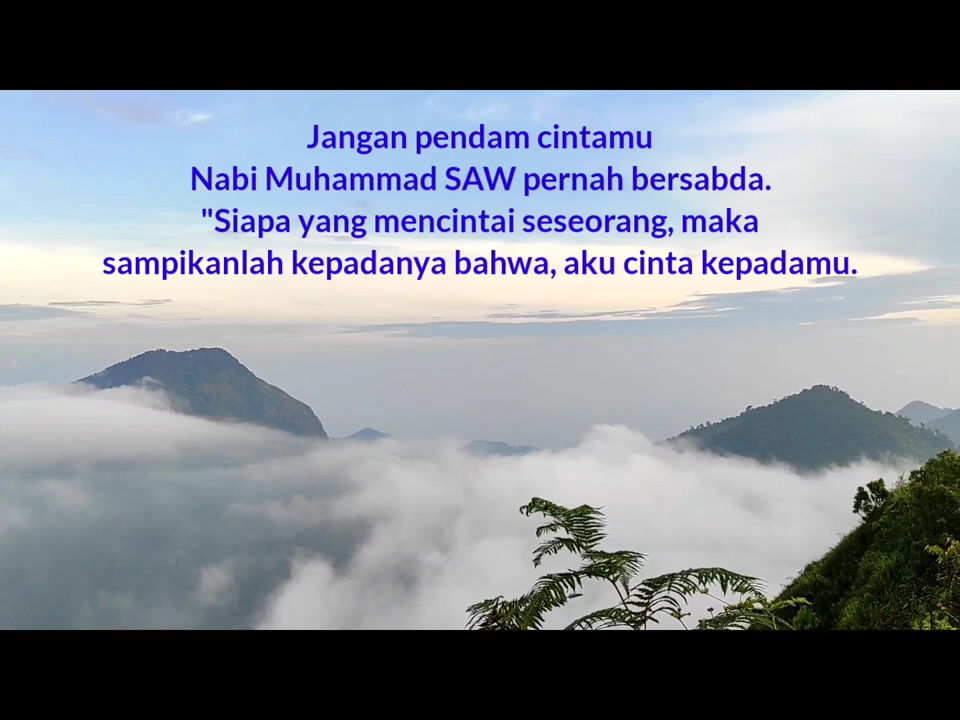 Jangan pendam cintamu
Nabi Muhammad SAW pernah bersabda.
"Siapa yang mencintai seseorang, maka
sampikanlah kepadanya bahwa, aku cinta kepadamu.